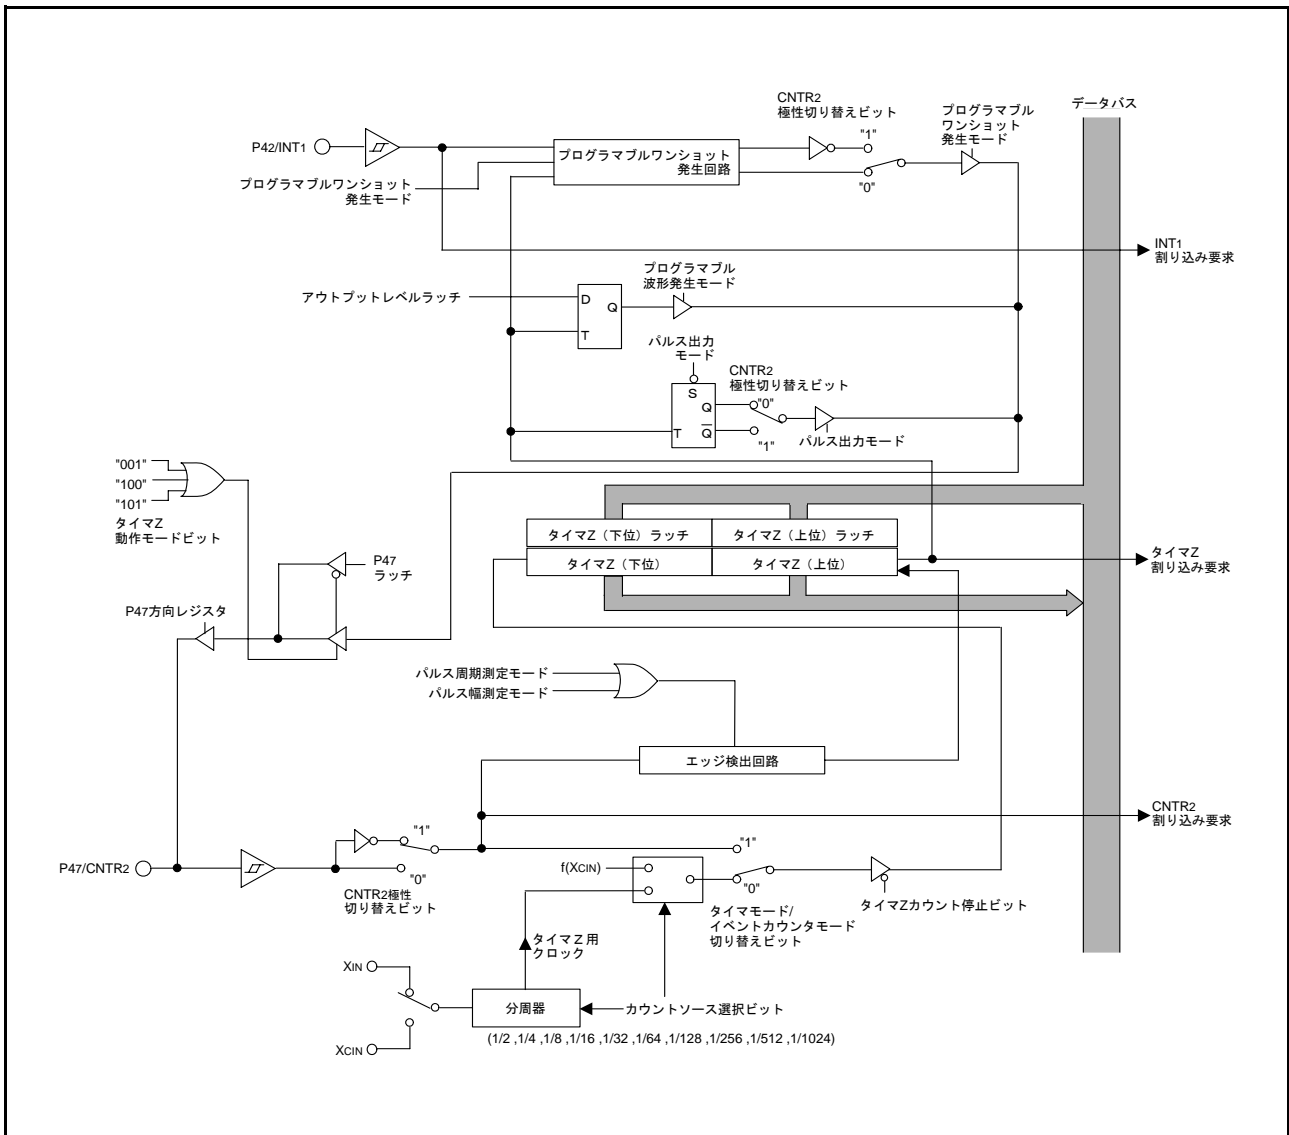 CNTR2
極性切り替えビット
プログラマブル
ワンショット
発生モード
データバス
P42/INT1
プログラマブルワンショット
発生回路
"1"
"0"
プログラマブルワンショット
発生モード
INT1
割り込み要求
プログラマブル
波形発生モード
アウトプットレベルラッチ
D
Q
T
パルス出力
モード
CNTR2
極性切り替えビット
S
Q
T
Q
"0"
"1"
パルス出力モード
"001"
"100"
"101"
タイマZ
動作モードビット
タイマZ（下位）ラッチ
タイマZ（上位）ラッチ
タイマZ（下位）
タイマZ（上位）
タイマZ
割り込み要求
P47
ラッチ
P47方向レジスタ
パルス周期測定モード
パルス幅測定モード
エッジ検出回路
CNTR2
割り込み要求
P47/CNTR2
"1"
"0"
CNTR2極性
切り替えビット
f(XCIN)
"1"
"0"
タイマモード/
イベントカウンタモード
切り替えビット
タイマZカウント停止ビット
タイマZ用
クロック
XIN
XCIN
分周器
カウントソース選択ビット
(1/2 ,1/4 ,1/8 ,1/16 ,1/32 ,1/64 ,1/128 ,1/256 ,1/512 ,1/1024)